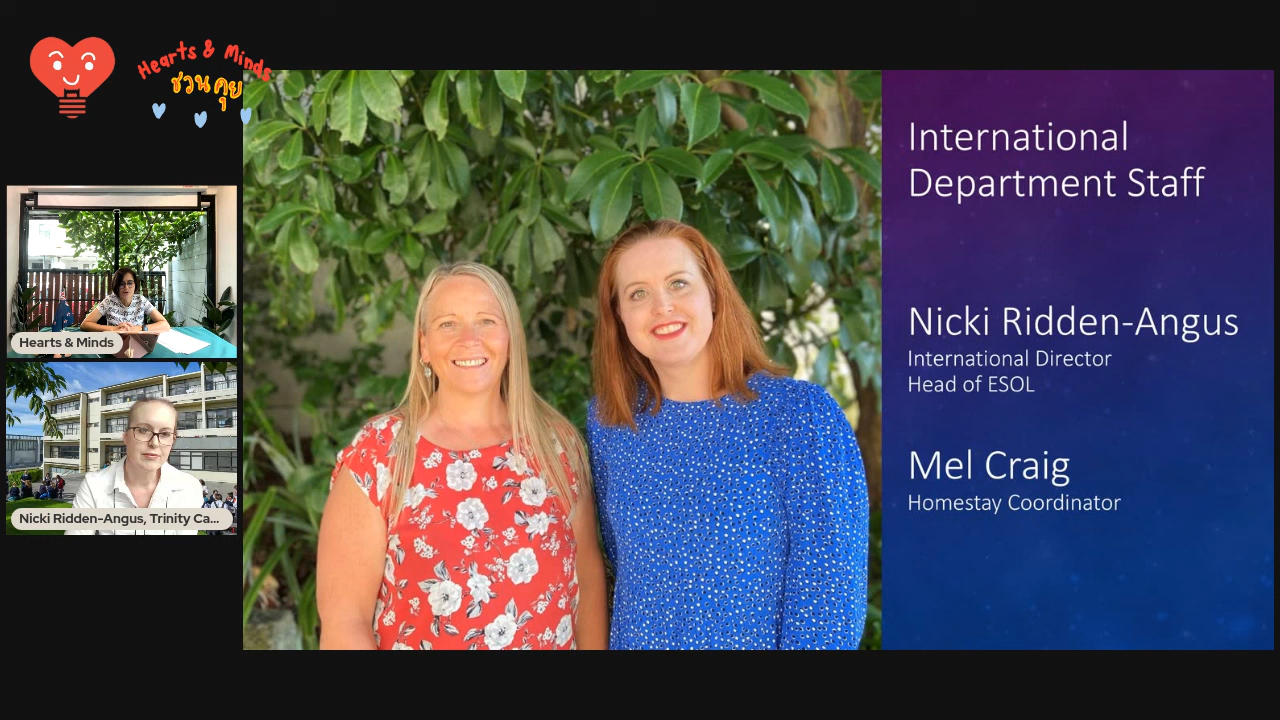 Hearts & Minds
ชวนคุย
Hearts & Minds
Nicki Ridden-Angus, Trinity Ca...
International
Department Staff
Nicki Ridden-Angus
International Director
Head of ESOL
Mel Craig
Homestay Coordinator